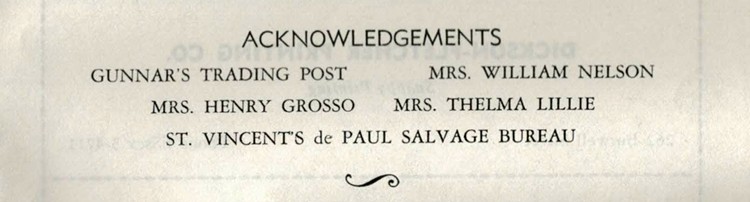 ACKNOWLEDGEMENTS
GUNNAR'S TRADING POST MRS. WILLIAM NELSON
MRS. HENRY GROSSO MRS. THELMA LILLIE
ST. VINCENT'S de PAUL SALVAGE BUREAU